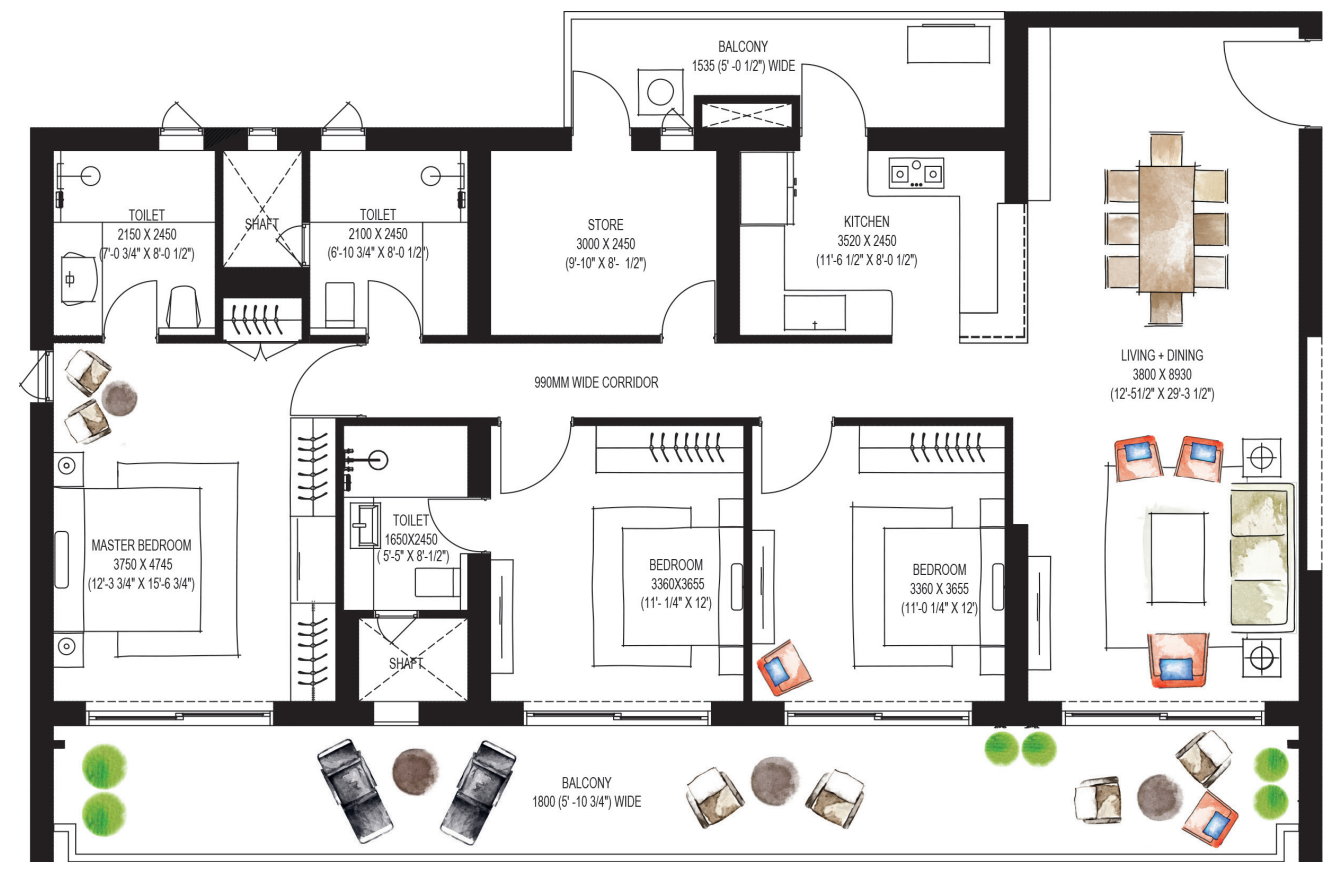 BALCONY
1535 (5' -0 1/2") WIDE
TOILET
2150 X 2450
(7'-0 3/4" X 8'-0 1/2")
SHAFT
TOILET
2100 X 2450
(6'-10 3/4" X 8'-0 1/2")
STORE
3000 X 2450
(9'-10" X 8'- 1/2")
KITCHEN
3520 X 2450
(11'-6 1/2" X 8'-0 1/2")
LIVING + DINING
3800 X 8930
(12'-51/2" X 29'-3 1/2")
990MM WIDE CORRIDOR
MASTER BEDROOM
3750 X 4745
(12'-3 3/4" X 15'-6 3/4")
TOILET
1650X2450
( 5'-5" X 8'-1/2")
SHAFT
BEDROOM
3360X3655
(11'- 1/4" X 12')
BEDROOM
3360 X 3655
(11'-0 1/4" X 12')
BALCONY
1800 (5' -10 3/4") WIDE